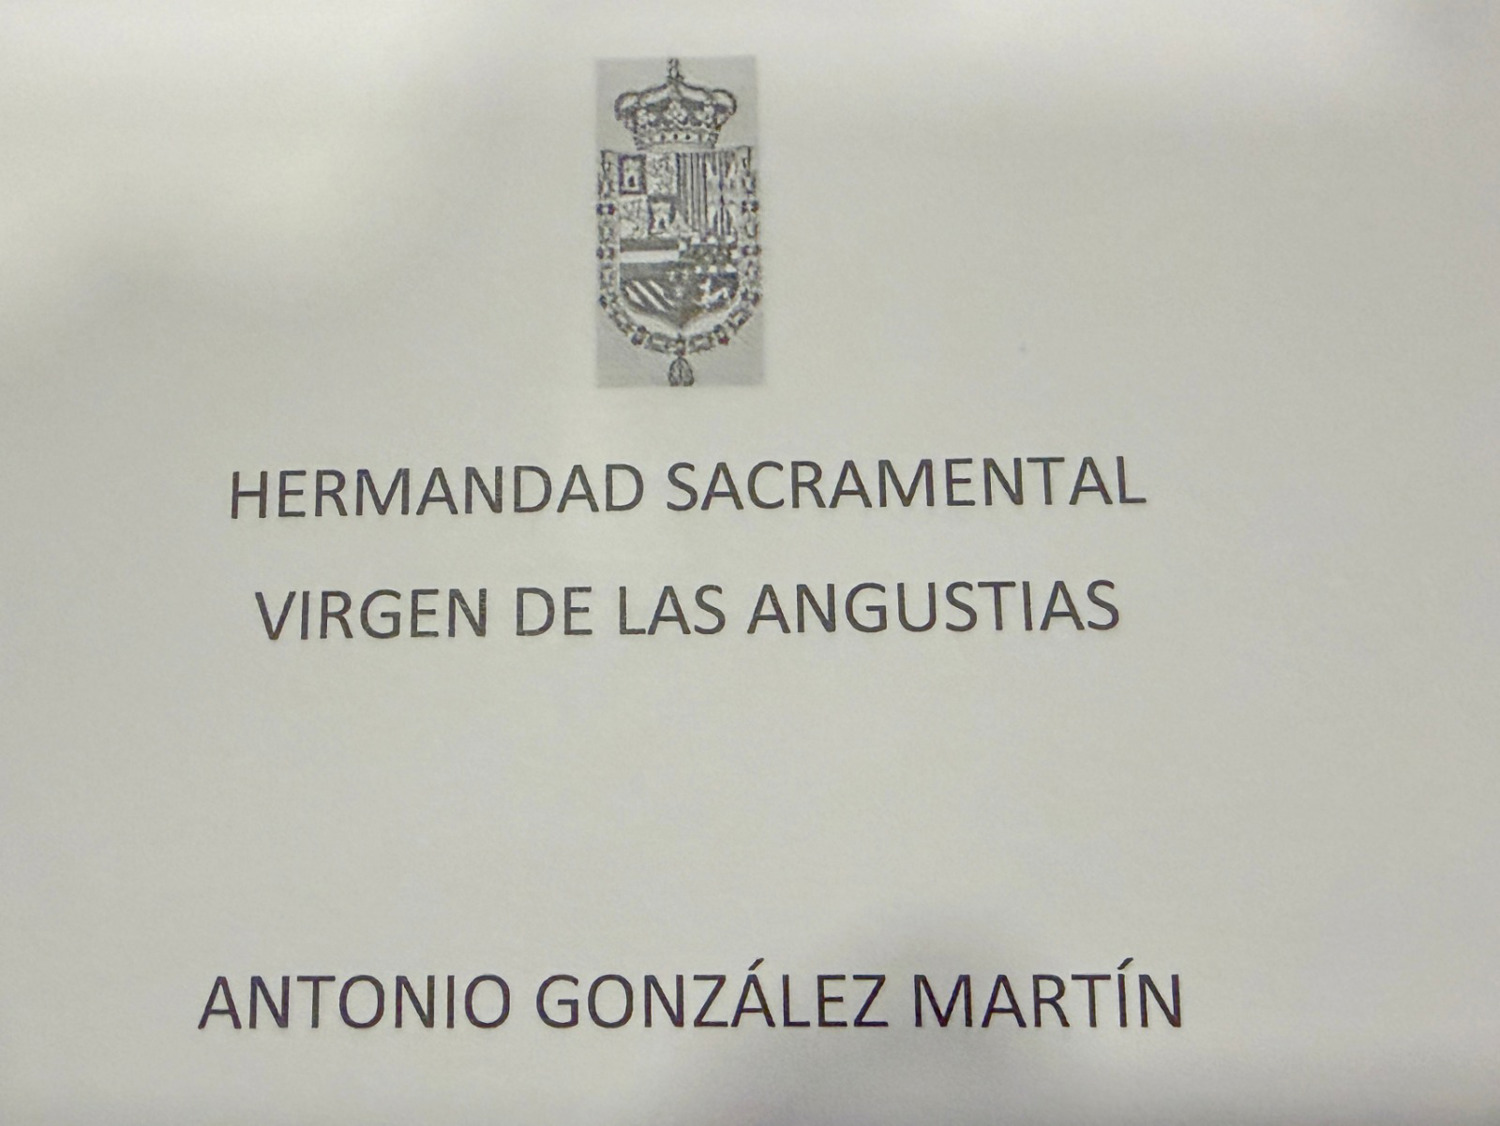 HERMANDAD SACRAMENTAL
VIRGEN DE LAS ANGUSTIAS
ANTONIO GONZÁLEZ MARTÍN